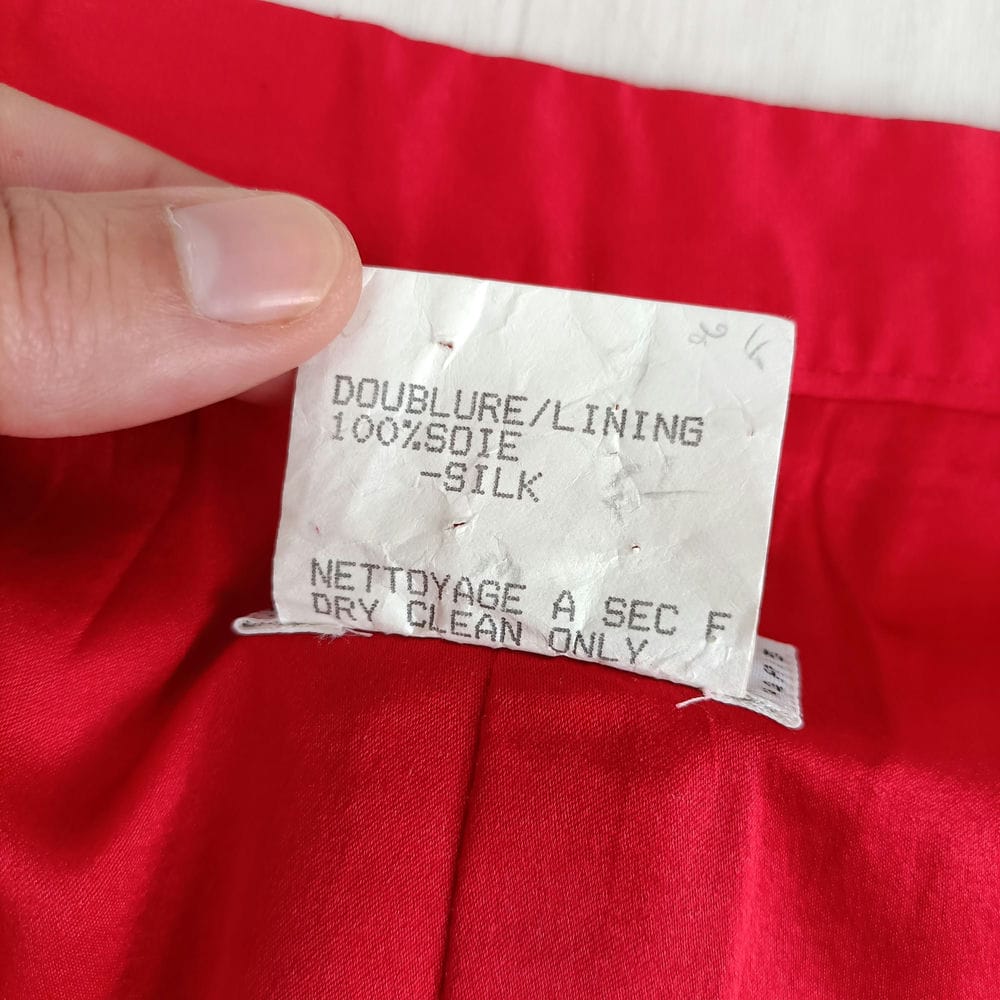 DOUBLURE/LINING
100%SOIE
-SILK
NETTOYAGE A SEC F
DRY CLEAN ONLY